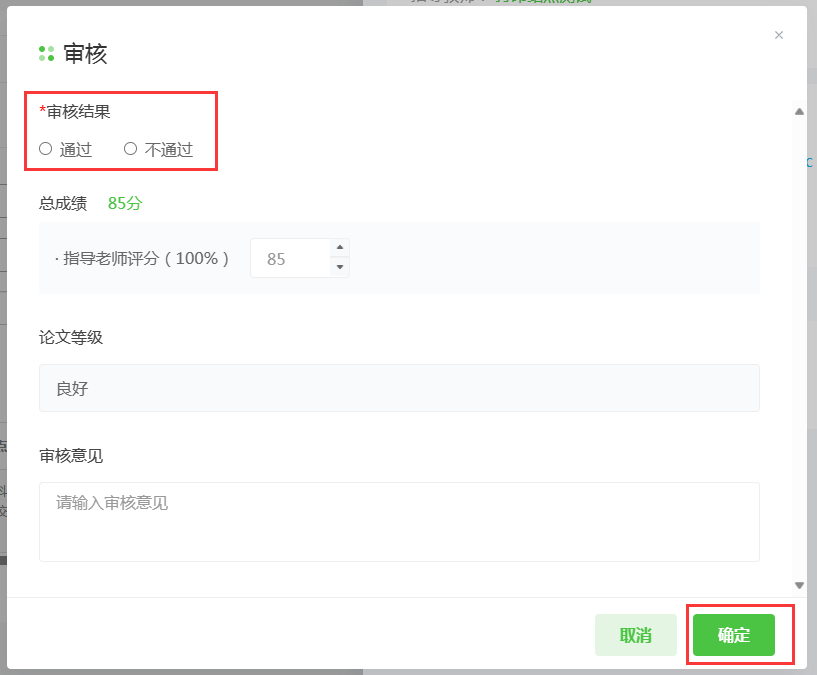 审核
*审核结果
通过 不通过
总成绩 85分
· 指导老师评分（100%） 85
论文等级
良好
审核意见
请输入审核意见
取消 确定